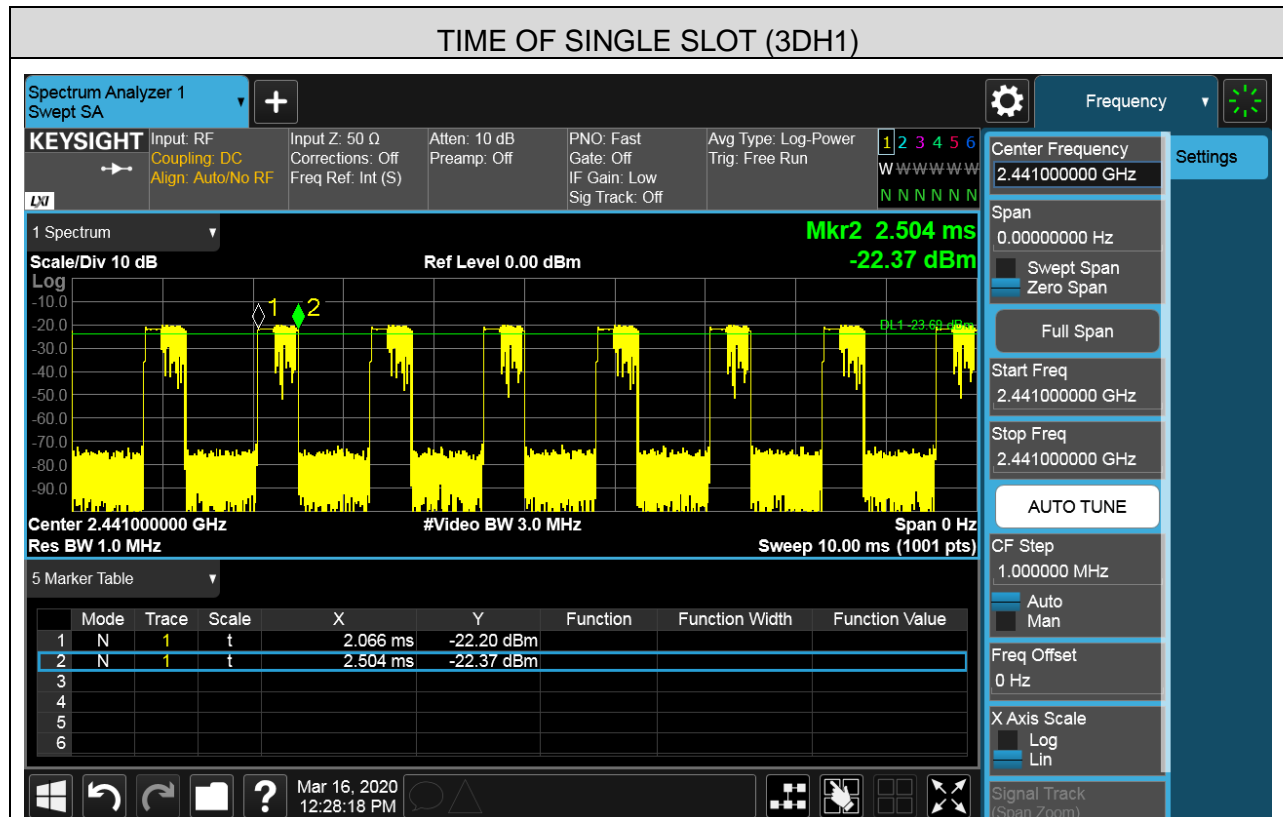 TIME OF SINGLE SLOT (3DH1)
Spectrum Analyzer 1
Swept SA
Frequency
KEYSIGHT
LXI
Input: RF
Coupling: DC
Align: Auto/No RF
Input Z: 50 Ω
Corrections: Off
Freq Ref: Int (S)
Atten: 10 dB
Preamp: Off
PNO: Fast
Gate: Off
IF Gain: Low
Sig Track: Off
Avg Type: Log-Power
Trig: Free Run
1 2 3 4 5 6
W W W W W W
N N N N N N
1 Spectrum
Mkr2 2.504 ms
-22.37 dBm
Scale/Div 10 dB
Ref Level 0.00 dBm
Log
-10.0
-20.0
-30.0
-40.0
-50.0
-60.0
-70.0
-80.0
-90.0
1
2
DL1 -23.69 dBm
Center 2.441000000 GHz
#Video BW 3.0 MHz
Span 0 Hz
Res BW 1.0 MHz
Sweep 10.00 ms (1001 pts)
5 Marker Table
Mode Trace Scale X Y Function Function Width Function Value
1 N 1 t 2.066 ms -22.20 dBm
2 N 1 t 2.504 ms -22.37 dBm
3
4
5
6
Mar 16, 2020
12:28:18 PM
Center Frequency
2.441000000 GHz
Settings
Span
0.00000000 Hz
Swept Span
Zero Span
Full Span
Start Freq
2.441000000 GHz
Stop Freq
2.441000000 GHz
AUTO TUNE
CF Step
1.000000 MHz
Auto
Man
Freq Offset
0 Hz
X Axis Scale
Log
Lin
Signal Track
(Span Zoom)